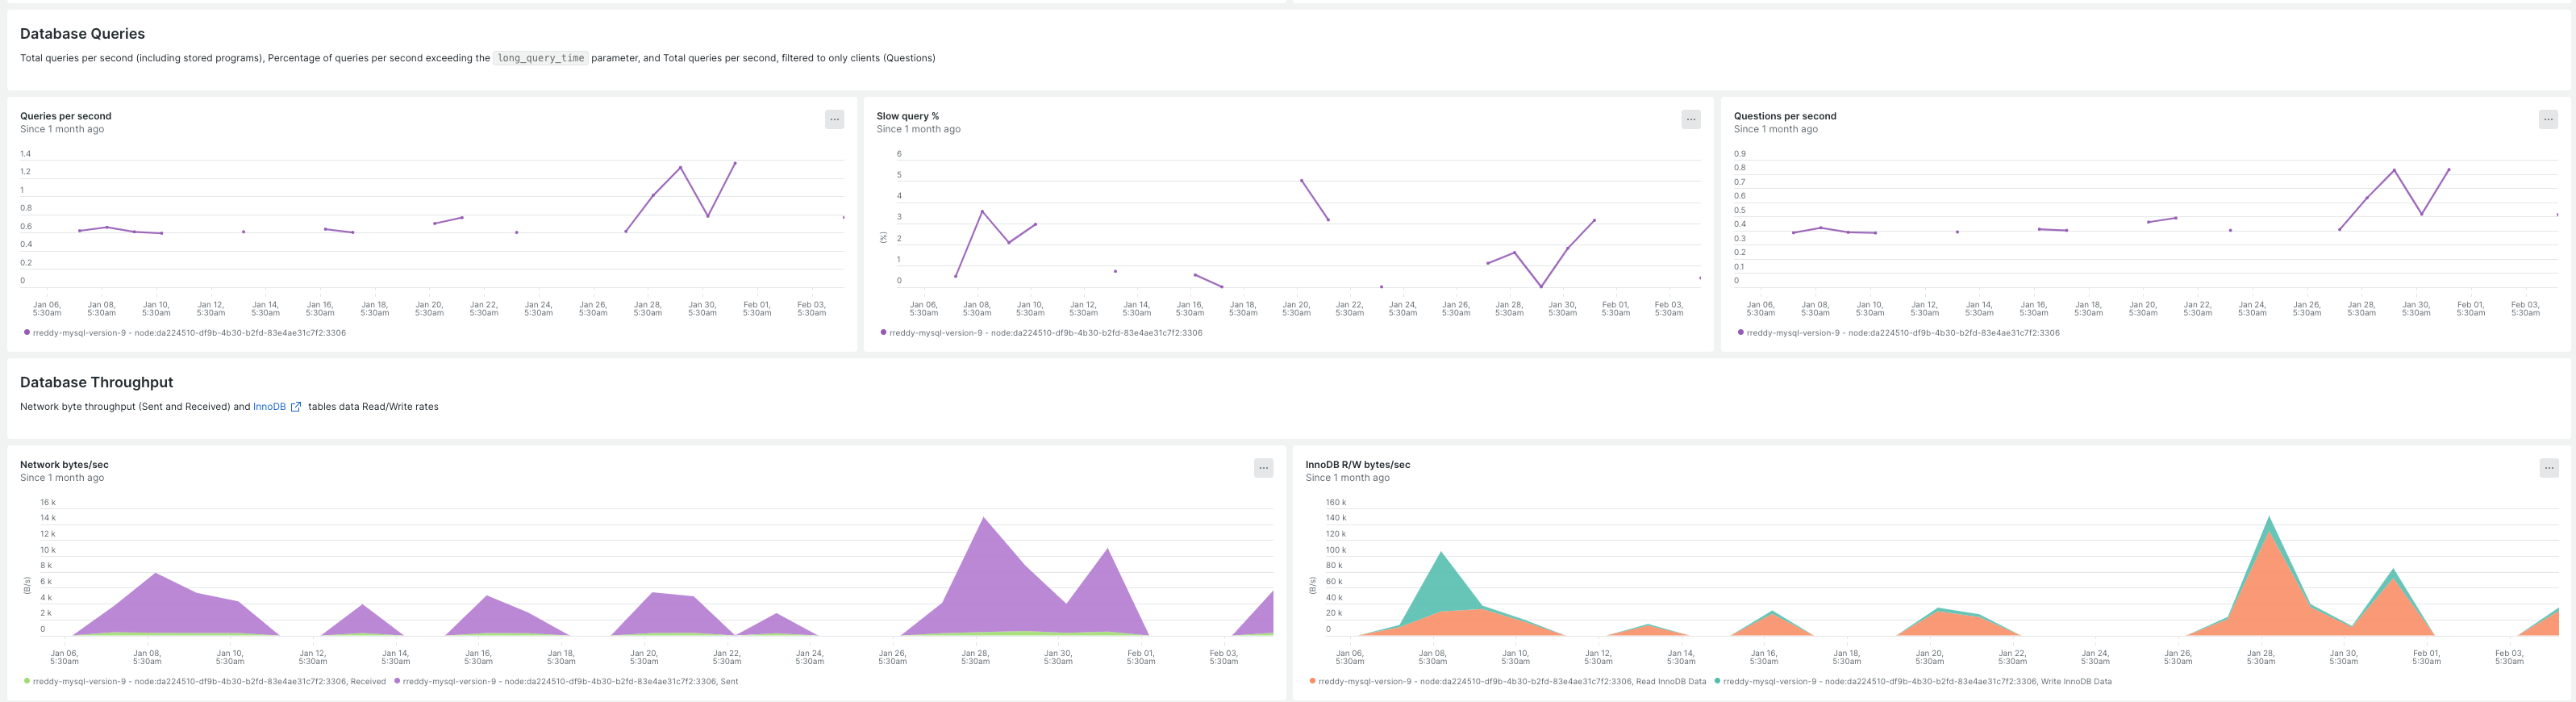 Database Queries
Total queries per second (including stored programs), Percentage of queries per second exceeding the long_query_time parameter, and Total queries per second, filtered to only clients (Questions)
Queries per second
Since 1 month ago
...
1.4
1.2
1
0.8
0.6
0.4
0.2
0
Jan 06, 5:30am Jan 08, 5:30am Jan 10, 5:30am Jan 12, 5:30am Jan 14, 5:30am Jan 16, 5:30am Jan 18, 5:30am Jan 20, 5:30am Jan 22, 5:30am Jan 24, 5:30am Jan 26, 5:30am Jan 28, 5:30am Jan 30, 5:30am Feb 01, 5:30am Feb 03, 5:30am
rreddy-mysql-version-9 - node:da224510-df9b-4b30-b2fd-83e4ae31c7f2:3306
Slow query %
Since 1 month ago
...
(%)
6
5
4
3
2
1
0
Jan 06, 5:30am Jan 08, 5:30am Jan 10, 5:30am Jan 12, 5:30am Jan 14, 5:30am Jan 16, 5:30am Jan 18, 5:30am Jan 20, 5:30am Jan 22, 5:30am Jan 24, 5:30am Jan 26, 5:30am Jan 28, 5:30am Jan 30, 5:30am Feb 01, 5:30am Feb 03, 5:30am
rreddy-mysql-version-9 - node:da224510-df9b-4b30-b2fd-83e4ae31c7f2:3306
Questions per second
Since 1 month ago
...
0.9
0.8
0.7
0.6
0.5
0.4
0.3
0.2
0.1
0
Jan 06, 5:30am Jan 08, 5:30am Jan 10, 5:30am Jan 12, 5:30am Jan 14, 5:30am Jan 16, 5:30am Jan 18, 5:30am Jan 20, 5:30am Jan 22, 5:30am Jan 24, 5:30am Jan 26, 5:30am Jan 28, 5:30am Jan 30, 5:30am Feb 01, 5:30am Feb 03, 5:30am
rreddy-mysql-version-9 - node:da224510-df9b-4b30-b2fd-83e4ae31c7f2:3306
Database Throughput
Network byte throughput (Sent and Received) and InnoDB tables data Read/Write rates
Network bytes/sec
Since 1 month ago
...
(B/s)
16 k
14 k
12 k
10 k
8 k
6 k
4 k
2 k
0
Jan 06, 5:30am Jan 08, 5:30am Jan 10, 5:30am Jan 12, 5:30am Jan 14, 5:30am Jan 16, 5:30am Jan 18, 5:30am Jan 20, 5:30am Jan 22, 5:30am Jan 24, 5:30am Jan 26, 5:30am Jan 28, 5:30am Jan 30, 5:30am Feb 01, 5:30am Feb 03, 5:30am
rreddy-mysql-version-9 - node:da224510-df9b-4b30-b2fd-83e4ae31c7f2:3306, Received rreddy-mysql-version-9 - node:da224510-df9b-4b30-b2fd-83e4ae31c7f2:3306, Sent
InnoDB R/W bytes/sec
Since 1 month ago
...
(B/s)
160 k
140 k
120 k
100 k
80 k
60 k
40 k
20 k
0
Jan 06, 5:30am Jan 08, 5:30am Jan 10, 5:30am Jan 12, 5:30am Jan 14, 5:30am Jan 16, 5:30am Jan 18, 5:30am Jan 20, 5:30am Jan 22, 5:30am Jan 24, 5:30am Jan 26, 5:30am Jan 28, 5:30am Jan 30, 5:30am Feb 01, 5:30am Feb 03, 5:30am
rreddy-mysql-version-9 - node:da224510-df9b-4b30-b2fd-83e4ae31c7f2:3306, Read InnoDB Data rreddy-mysql-version-9 - node:da224510-df9b-4b30-b2fd-83e4ae31c7f2:3306, Write InnoDB Data